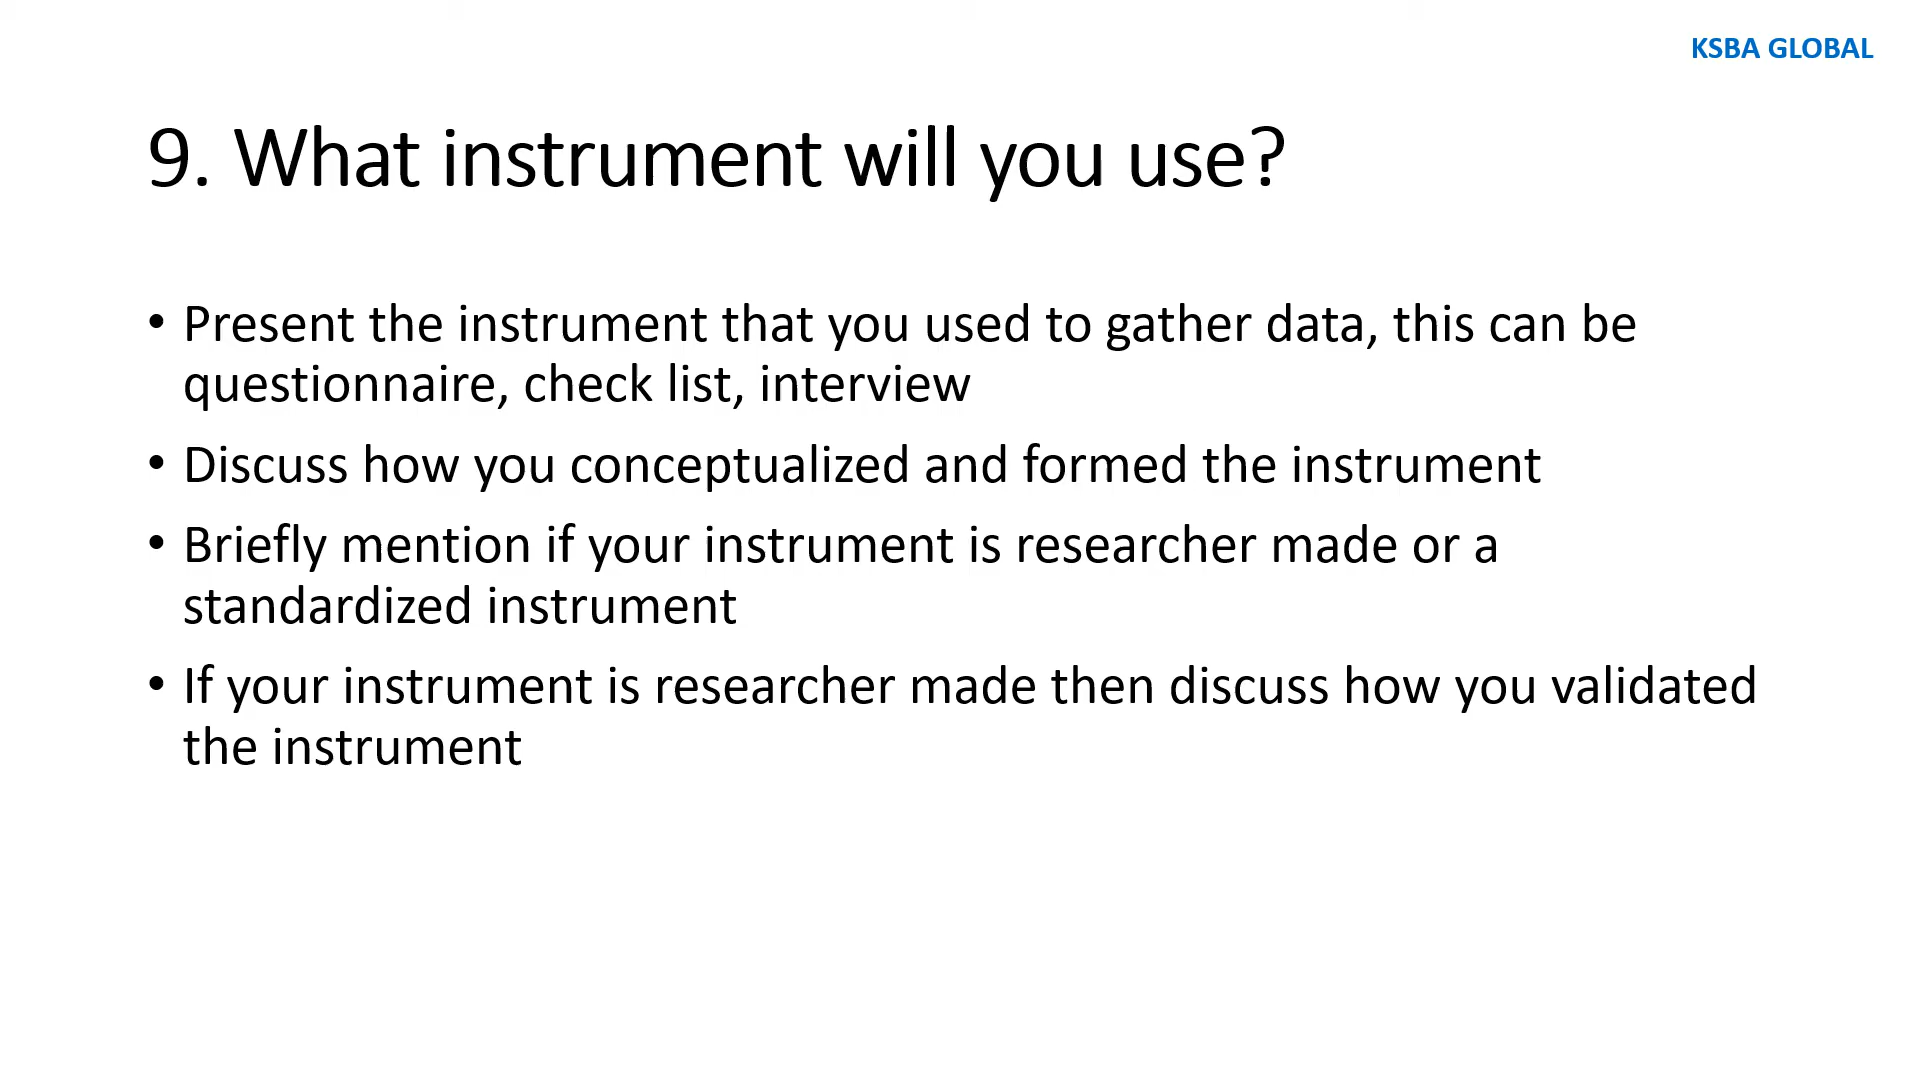 KSBA GLOBAL
9. What instrument will you use?
• Present the instrument that you used to gather data, this can be
questionnaire, check list, interview
• Discuss how you conceptualized and formed the instrument
• Briefly mention if your instrument is researcher made or a
standardized instrument
• If your instrument is researcher made then discuss how you validated
the instrument